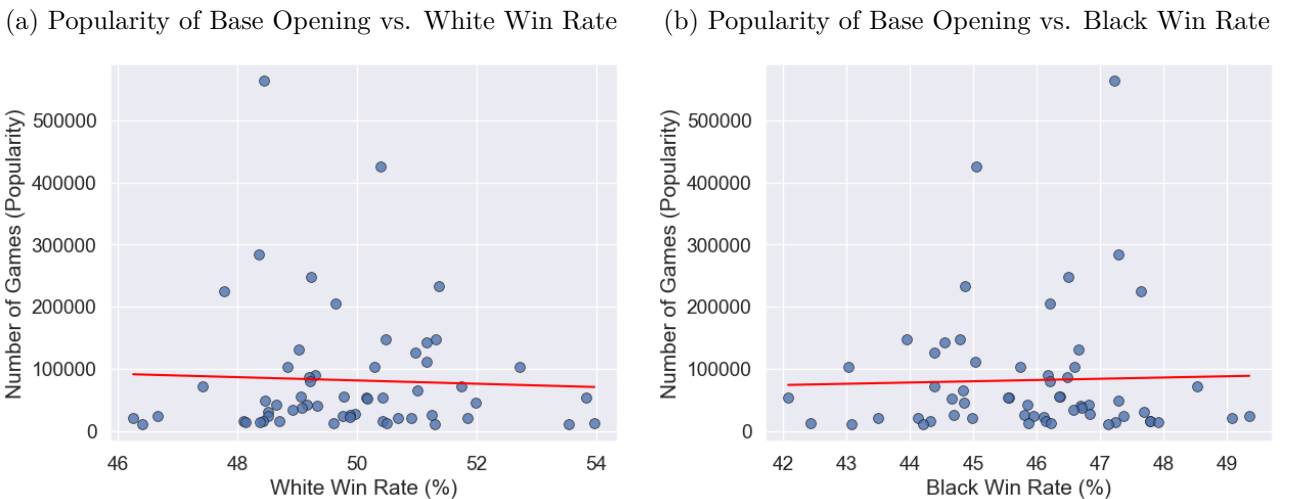 (a) Popularity of Base Opening vs. White Win Rate
Number of Games (Popularity)
500000
400000
300000
200000
100000
0
46 48 50 52 54
White Win Rate (%)
(b) Popularity of Base Opening vs. Black Win Rate
Number of Games (Popularity)
500000
400000
300000
200000
100000
0
42 43 44 45 46 47 48 49
Black Win Rate (%)